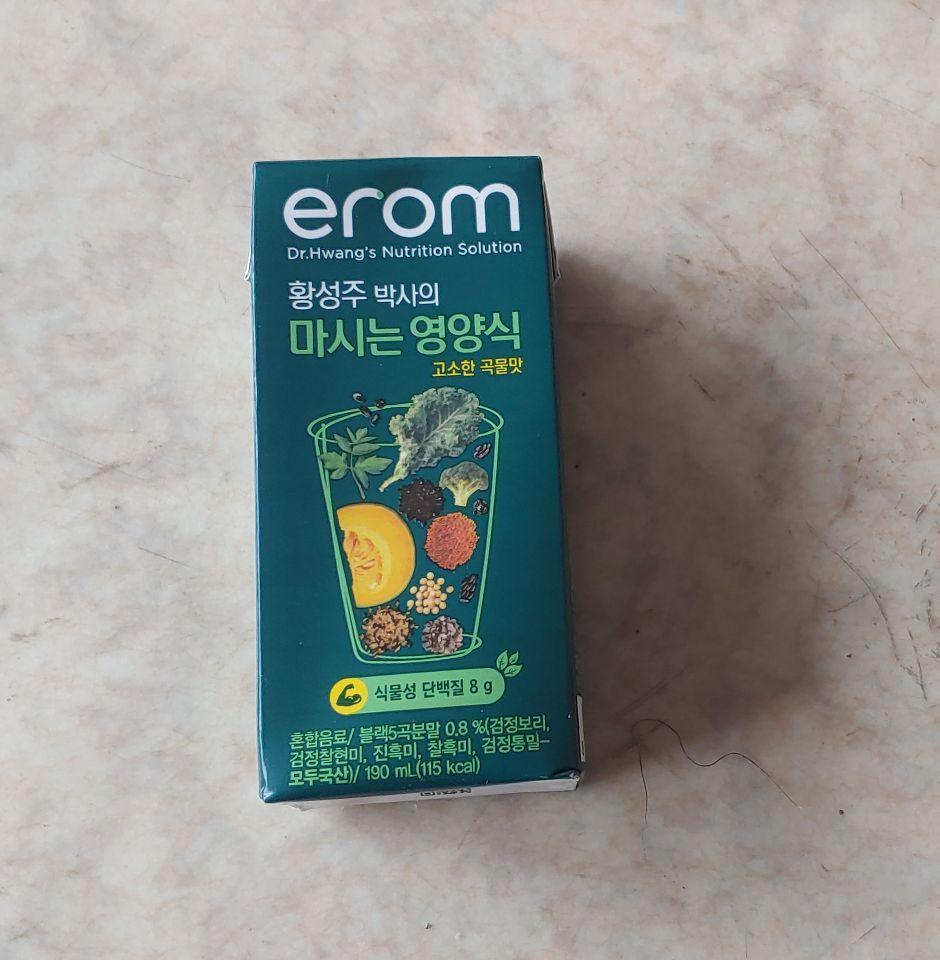 erom
Dr.Hwang's Nutrition Solution
황성주 박사의
마시는 영양식
고소한 곡물맛
식물성 단백질 8 g
혼합음료/ 블랙5곡분말 0.8 %(검정보리,
검정찰현미, 진흑미, 찰흑미, 검정통밀-
모두국산)/ 190 mL(115 kcal)